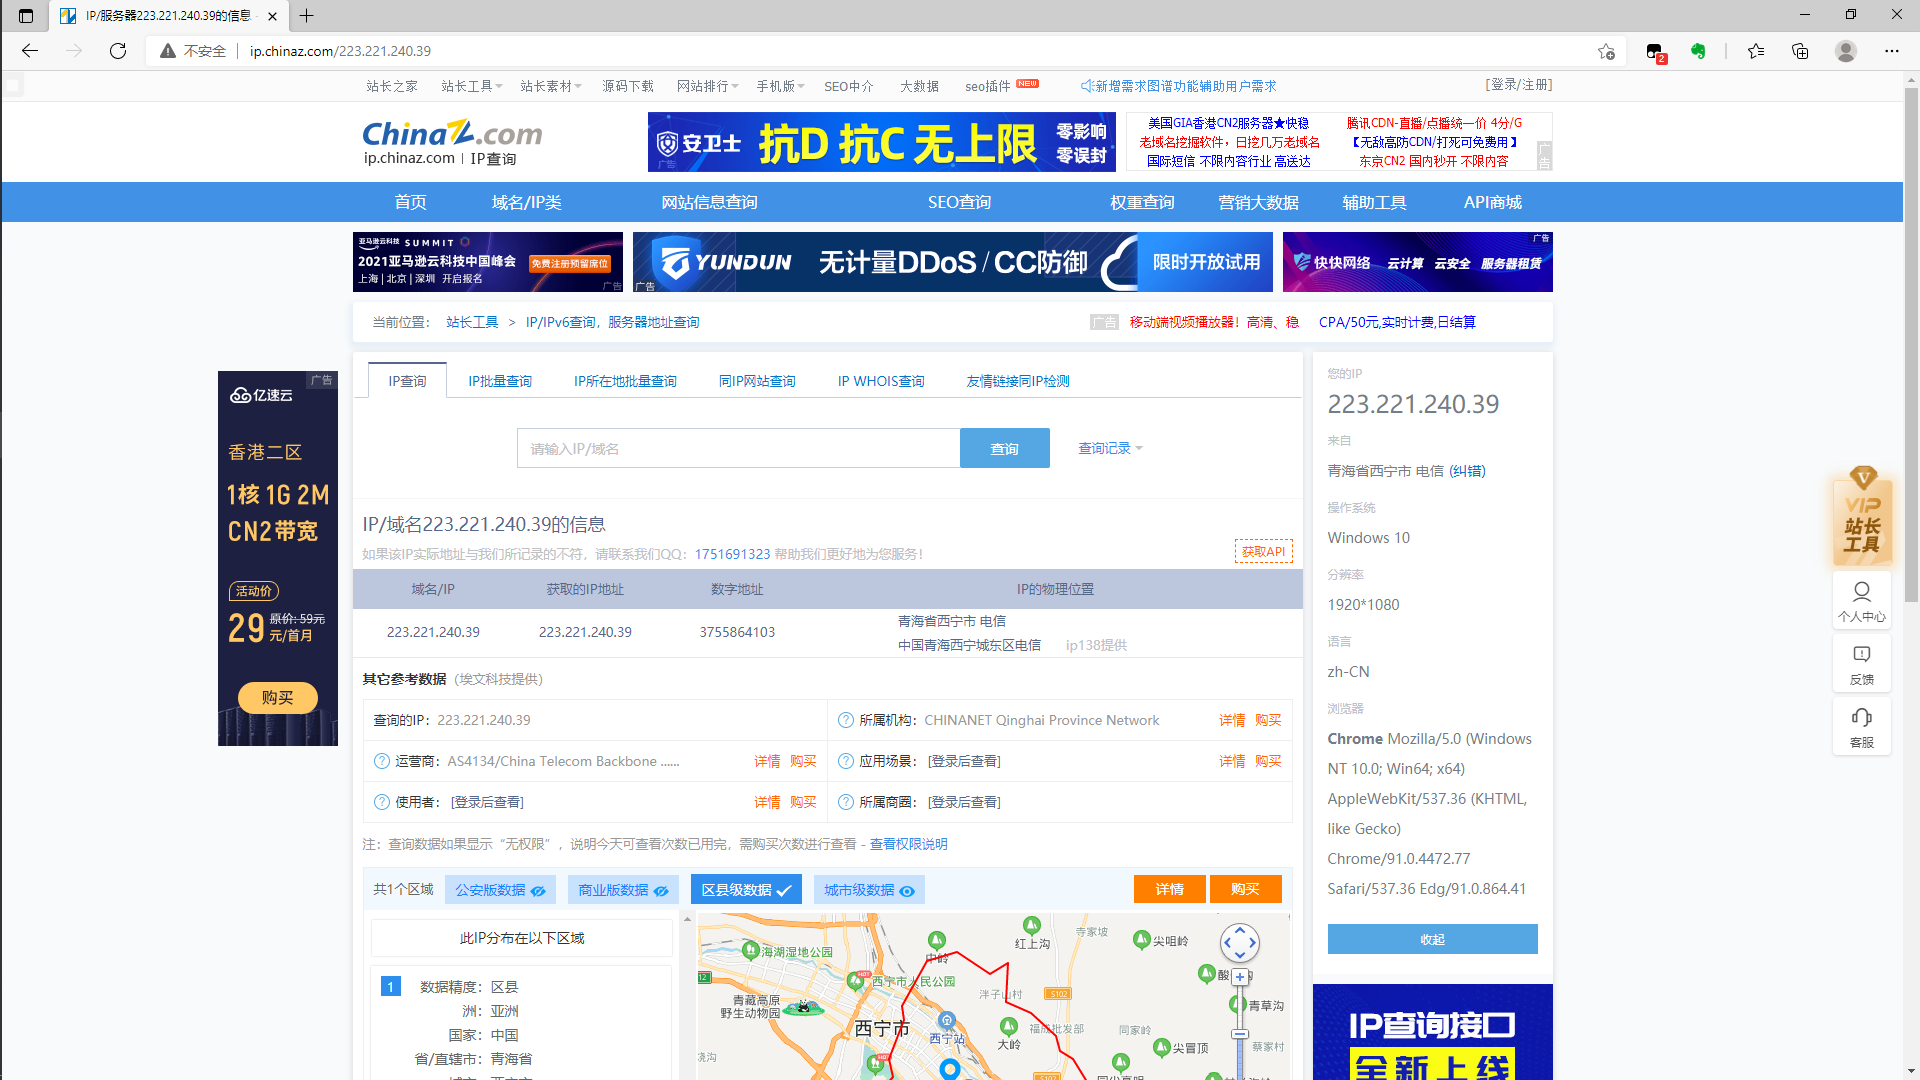 IP/服务器223.221.240.39的信息
不安全 ip.chinaz.com/223.221.240.39
2
站长之家 站长工具 站长素材 源码下载 网站排行 手机版 SEO中介 大数据 seo插件 NEW 新增需求图谱功能辅助用户需求 [登录/注册]
ChinaZ.com
ip.chinaz.com | IP查询
安卫士 抗D 抗C 无上限 零影响 零误封
广告
美国GIA香港CN2服务器★快稳 腾讯CDN-直播/点播统一价 4分/G
老域名挖掘软件，日挖几万老域名 【无敌高防CDN/打死可免费用】
国际短信 不限内容行业 高送达 东京CN2 国内秒开 不限内容
广告
首页 域名/IP类 网站信息查询 SEO查询 权重查询 营销大数据 辅助工具 API商城
亚马逊云科技 SUMMIT
2021亚马逊云科技中国峰会 免费注册预留席位
上海 | 北京 | 深圳 开启报名 广告
YUNDUN 无计量DDoS / CC防御 限时开放试用
广告
快快网络 云计算 云安全 服务器租赁
广告
当前位置： 站长工具 > IP/IPv6查询，服务器地址查询 广告 移动端视频播放器！高清、稳 CPA/50元,实时计费,日结算
广告
亿速云
香港二区
1核 1G 2M
CN2带宽
活动价
29 原价: 59元
元/首月
购买
IP查询 IP批量查询 IP所在地批量查询 同IP网站查询 IP WHOIS查询 友情链接同IP检测
请输入IP/域名 查询 查询记录
IP/域名223.221.240.39的信息
如果该IP实际地址与我们所记录的不符，请联系我们QQ：1751691323 帮助我们更好地为您服务！ 获取API
域名/IP 获取的IP地址 数字地址 IP的物理位置
223.221.240.39 223.221.240.39 3755864103 青海省西宁市 电信
中国青海西宁城东区电信 ip138提供
其它参考数据（埃文科技提供）
查询的IP：223.221.240.39 所属机构：CHINANET Qinghai Province Network 详情 购买
运营商：AS4134/China Telecom Backbone ...... 详情 购买 应用场景：[登录后查看] 详情 购买
使用者：[登录后查看] 详情 购买 所属商圈：[登录后查看]
注：查询数据如果显示“无权限”，说明今天可查看次数已用完，需购买次数进行查看 - 查看权限说明
共1个区域 公安版数据 商业版数据 区县级数据 城市级数据 详情 购买
此IP分布在以下区域
1 数据精度：区县
洲：亚洲
国家：中国
省/直辖市：青海省
海湖湿地公园
中岭
红上沟
寺家坡
尖咀岭
12
HOT
西宁市人民公园
泮子山村
S102
青草沟
青藏高原
野生动物园
西宁市
西宁站
大岭
福成批发部
同家岭
尖冒顶
蔡家村
HOT
S102
您的IP
223.221.240.39
来自
青海省西宁市 电信 (纠错)
操作系统
Windows 10
分辨率
1920*1080
语言
zh-CN
浏览器
Chrome Mozilla/5.0 (Windows
NT 10.0; Win64; x64)
AppleWebKit/537.36 (KHTML,
like Gecko)
Chrome/91.0.4472.77
Safari/537.36 Edg/91.0.864.41
收起
IP查询接口
全新上线
V
VIP
站长
工具
个人中心
反馈
客服